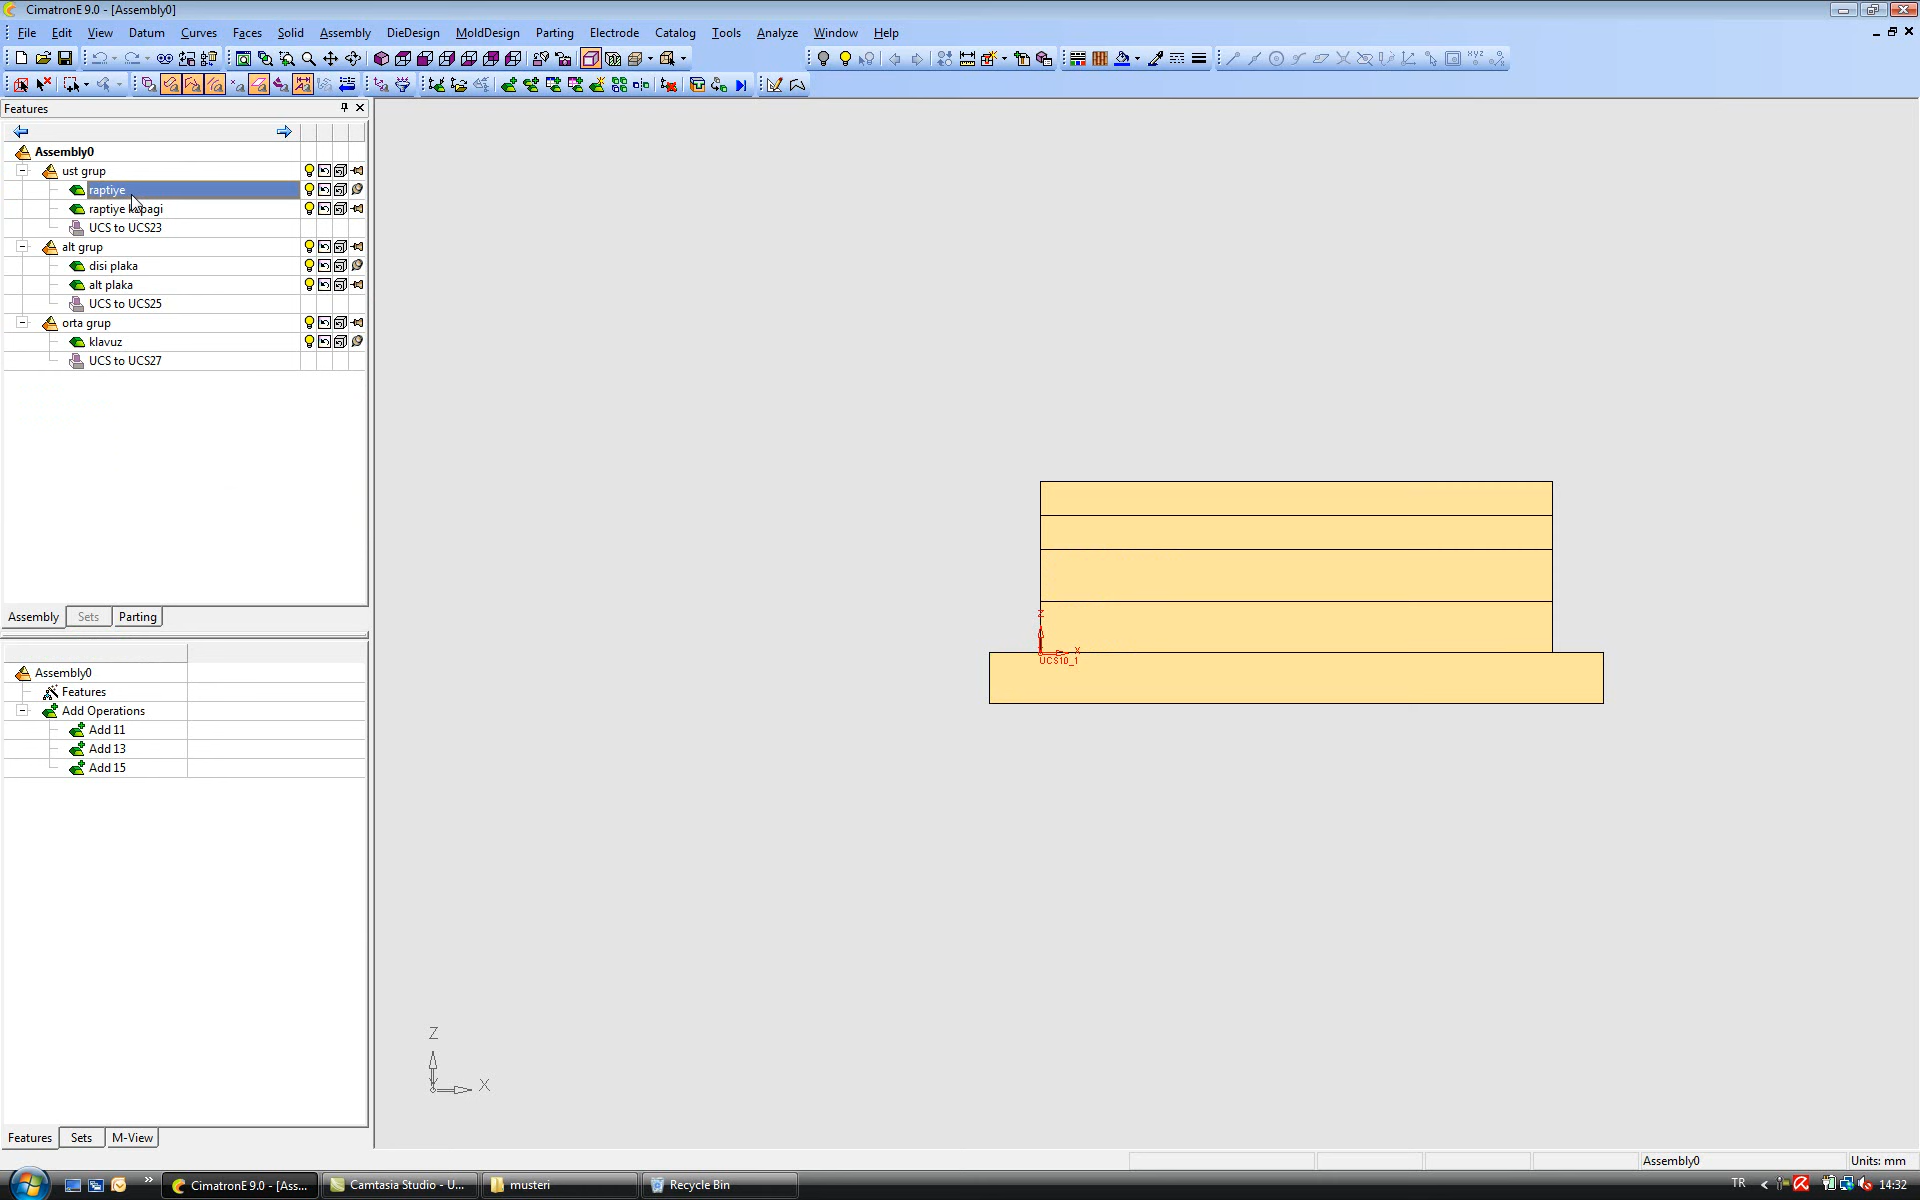 CimatronE 9.0 - [Assembly0]
File Edit View Datum Curves Faces Solid Assembly DieDesign MoldDesign Parting Electrode Catalog Tools Analyze Window Help
Features
Assembly0
ust grup
raptiye
UCS to UCS23
alt grup
disi plaka
alt plaka
UCS to UCS25
orta grup
klavuz
UCS to UCS27
Assembly Sets Parting
Assembly0
Features
Add Operations
Add 11
Add 13
Add 15
Z
X
UCS10_1
Z
X
Features Sets M-View
Assembly0 Units: mm
CimatronE 9.0 - [Ass... Camtasia Studio - U... musteri Recycle Bin TR 14:32